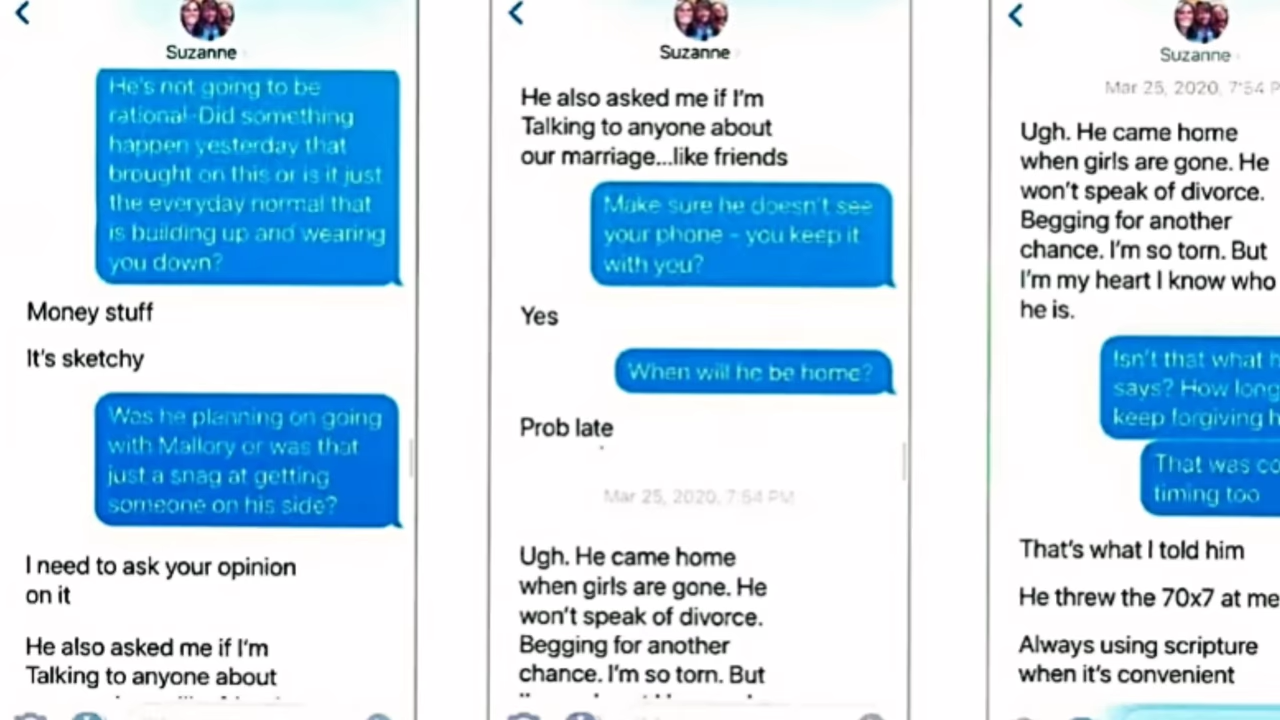 Suzanne
He's not going to be
rational-Did something
happen yesterday that
brought on this or is it just
the everyday normal that
is building up and wearing
you down?
Money stuff
It's sketchy
Was he planning on going
with Mallory or was that
just a snag at getting
someone on his side?
I need to ask your opinion
on it
He also asked me if I'm
Talking to anyone about
Suzanne
He also asked me if I'm
Talking to anyone about
our marriage...like friends
Make sure he doesn't see
your phone - you keep it
with you?
Yes
When will he be home?
Prob late
Mar 25, 2020, 7:54 PM
Ugh. He came home
when girls are gone. He
won't speak of divorce.
Begging for another
chance. I'm so torn. But
Suzanne
Mar 25, 2020, 7:54 P
Ugh. He came home
when girls are gone. He
won't speak of divorce.
Begging for another
chance. I'm so torn. But
I'm my heart I know who
he is.
Isn't that what h
says? How long
keep forgiving h
That was co
timing too
That's what I told him
He threw the 70x7 at me
Always using scripture
when it's convenient